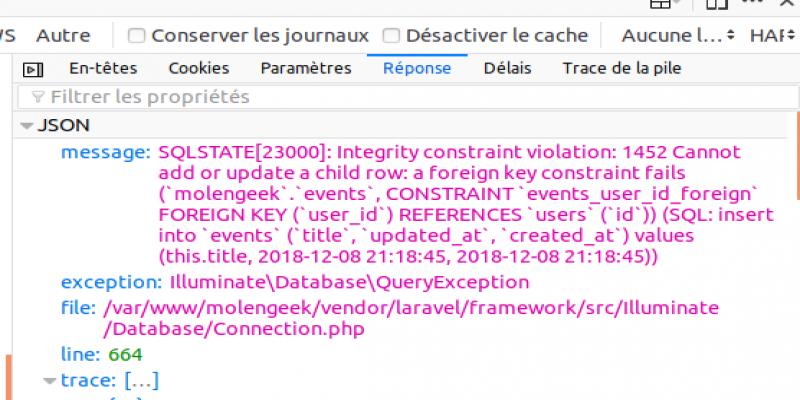 WS Autre Conserver les journaux Désactiver le cache Aucune l… HAR
En-têtes Cookies Paramètres Réponse Délais Trace de la pile
Filtrer les propriétés
JSON
message: SQLSTATE[23000]: Integrity constraint violation: 1452 Cannot
add or update a child row: a foreign key constraint fails
(`molengeek`.`events`, CONSTRAINT `events_user_id_foreign`
FOREIGN KEY (`user_id`) REFERENCES `users` (`id`)) (SQL: insert
into `events` (`title`, `updated_at`, `created_at`) values
(this.title, 2018-12-08 21:18:45, 2018-12-08 21:18:45))
exception: Illuminate\Database\QueryException
file: /var/www/molengeek/vendor/laravel/framework/src/Illuminate
/Database/Connection.php
line: 664
trace: […]